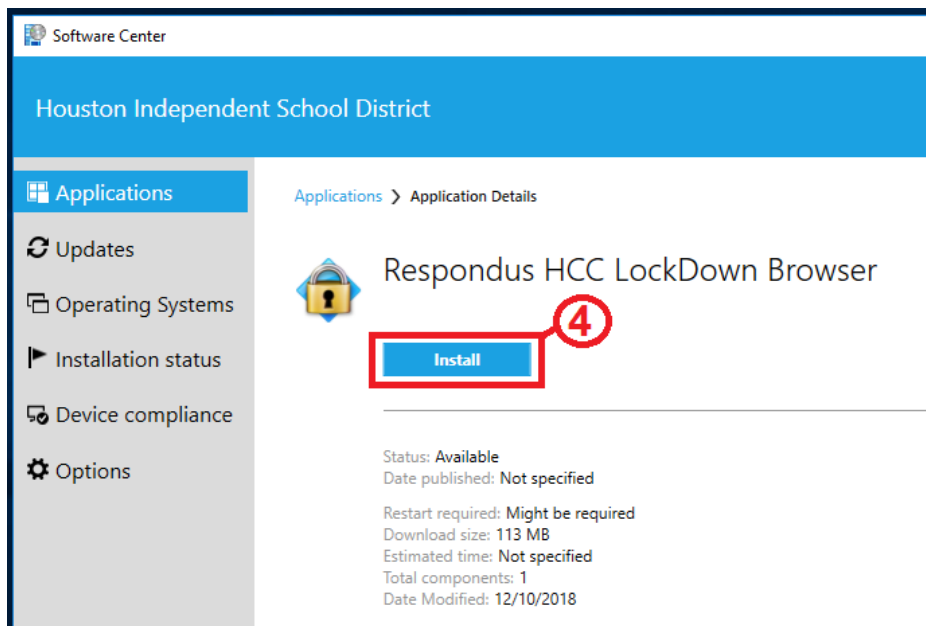 Software Center
Houston Independent School District
Applications
Updates
Operating Systems
Installation status
Device compliance
Options
Applications ❯ Application Details
Respondus HCC LockDown Browser
4
Install
Status: Available
Date published: Not specified
Restart required: Might be required
Download size: 113 MB
Estimated time: Not specified
Total components: 1
Date Modified: 12/10/2018